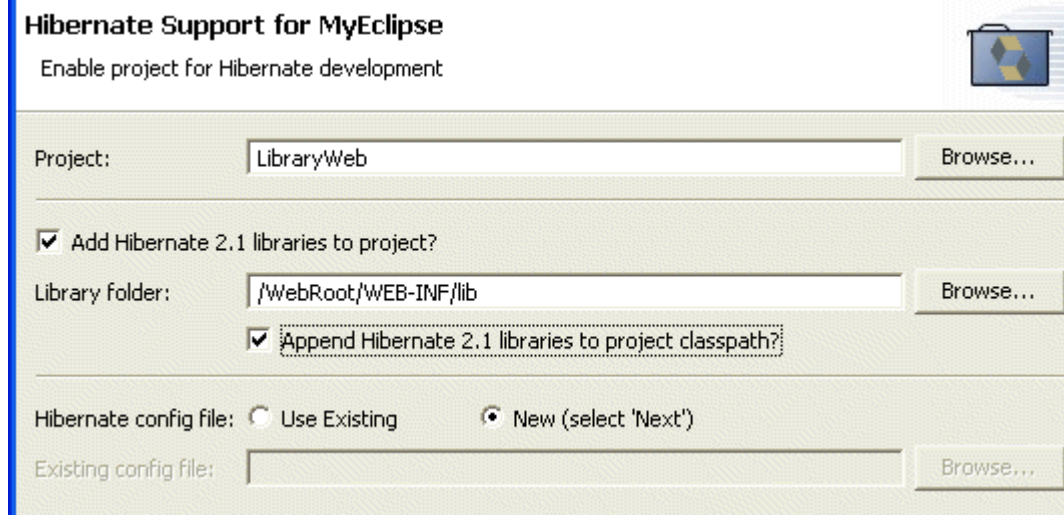 Hibernate Support for MyEclipse
Enable project for Hibernate development
Project: LibraryWeb Browse...
Add Hibernate 2.1 libraries to project?
Library folder: /WebRoot/WEB-INF/lib Browse...
Append Hibernate 2.1 libraries to project classpath?
Hibernate config file: Use Existing New (select 'Next')
Existing config file: Browse...